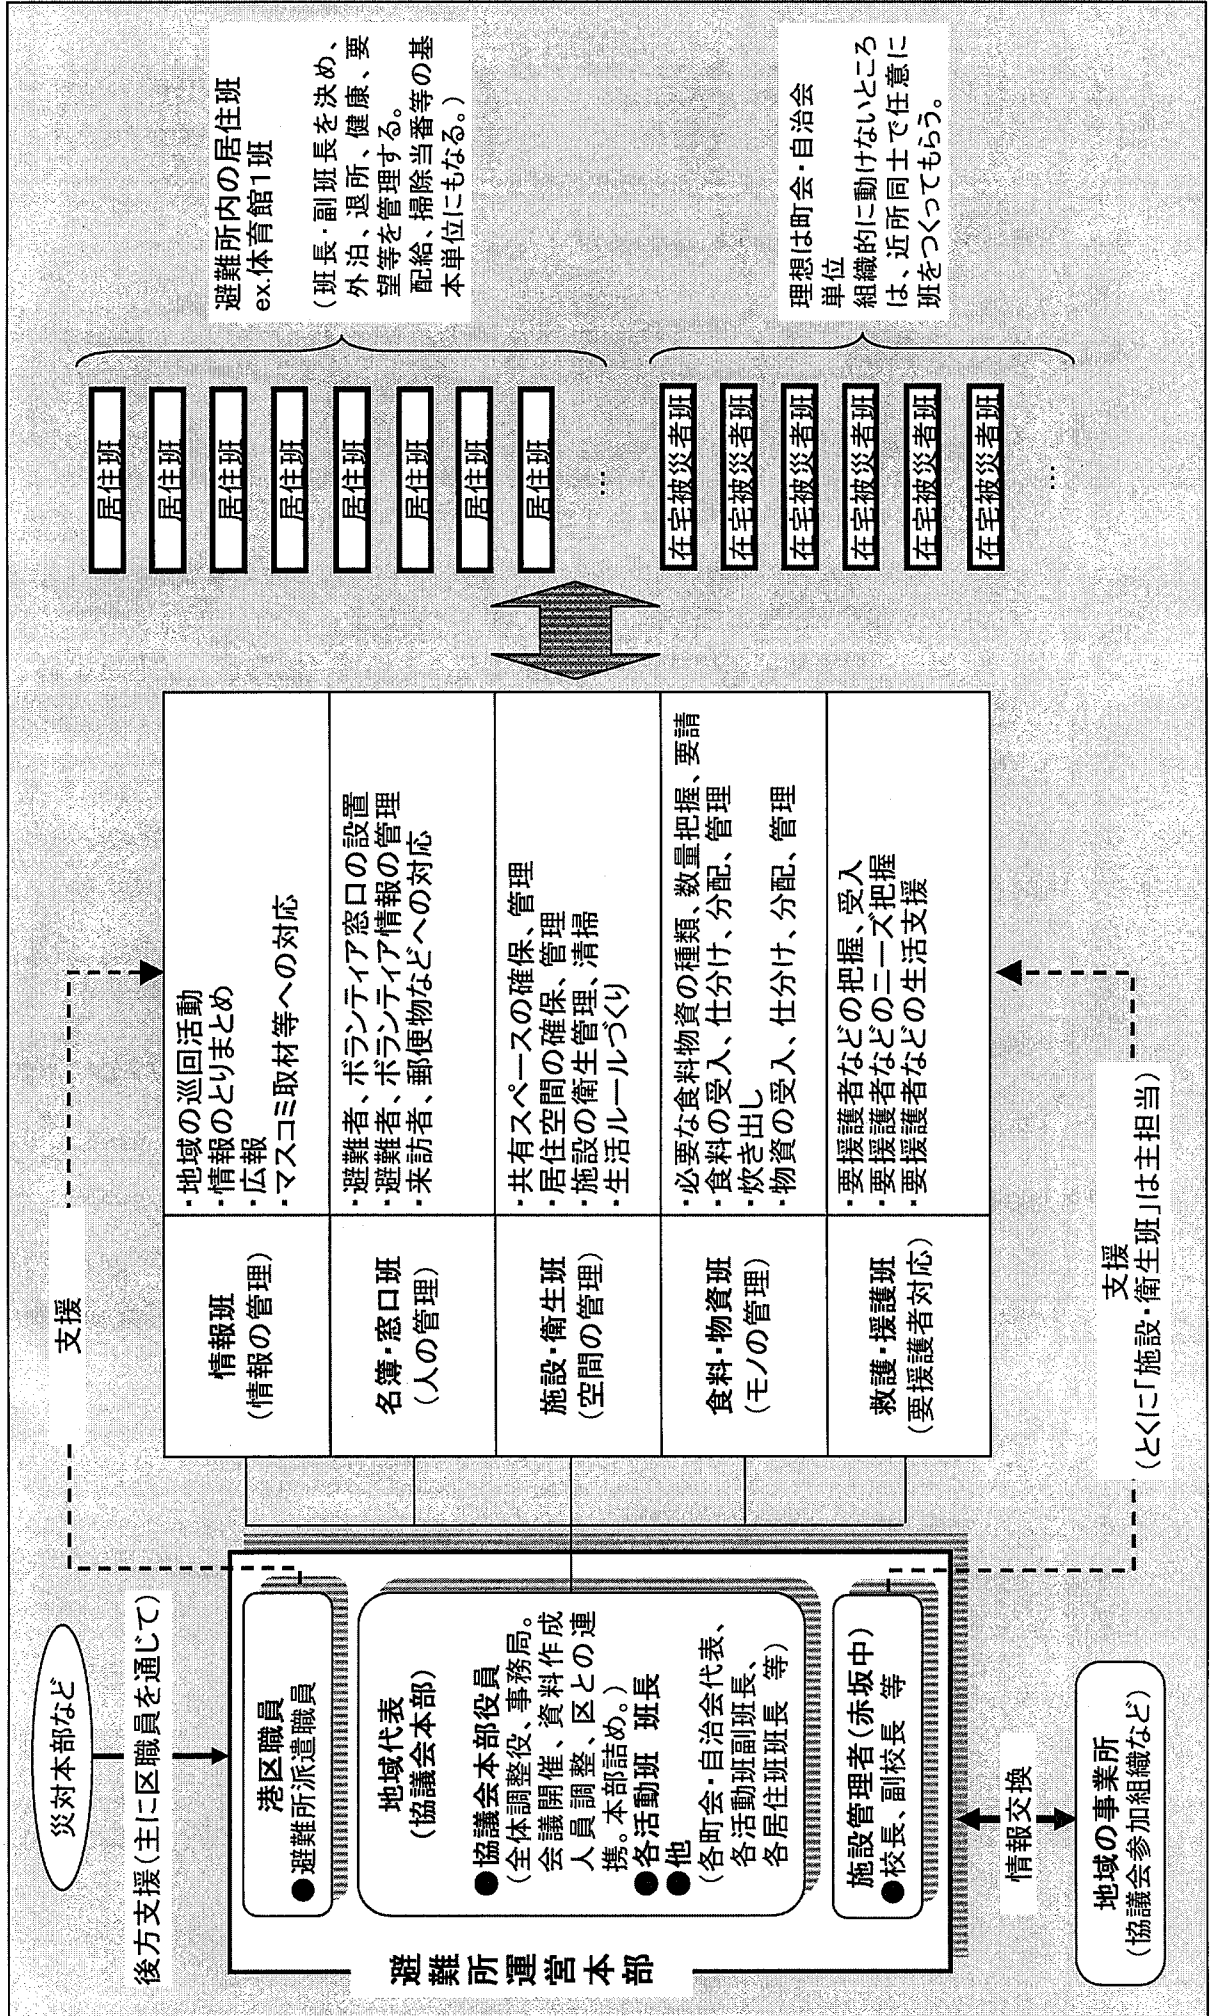 災対本部など
後方支援(主に区職員を通じて)
避難所運営本部
港区職員
●避難所派遣職員
地域代表
(協議会本部)
●協議会本部役員
(全体調整役、事務局。
会議開催、資料作成
人員調整、区との連
携。本部詰め。)
●各活動班 班長
●他
(各町会・自治会代表、
各活動班副班長、
各居住班班長 等)
施設管理者(赤坂中)
●校長、副校長 等
情報交換
地域の事業所
(協議会参加組織など)
支援
情報班
(情報の管理)
・地域の巡回活動
・情報のとりまとめ
・広報
・マスコミ取材等への対応
名簿・窓口班
(人の管理)
・避難者、ボランティア窓口の設置
・避難者、ボランティア情報の管理
・来訪者、郵便物などへの対応
施設・衛生班
(空間の管理)
・共有スペースの確保、管理
・居住空間の確保、管理
・施設の衛生管理、清掃
・生活ルールづくり
食料・物資班
(モノの管理)
・必要な食料物資の種類、数量把握、要請
・食料の受入、仕分け、分配、管理
・炊き出し
・物資の受入、仕分け、分配、管理
救護・援護班
(要援護者対応)
・要援護者などの把握、受入
・要援護者などのニーズ把握
・要援護者などの生活支援
支援
(とくに「施設・衛生班」は主担当)
居住班
居住班
居住班
居住班
居住班
居住班
居住班
居住班
…
在宅被災者班
在宅被災者班
在宅被災者班
在宅被災者班
在宅被災者班
在宅被災者班
…
避難所内の居住班
ex.体育館1班
(班長・副班長を決め、
外泊、退所、健康、要
望等を管理する。
配給、掃除当番等の基
本単位にもなる。)
理想は町会・自治会
単位
組織的に動けないところ
は、近所同士で任意に
班をつくってもらう。